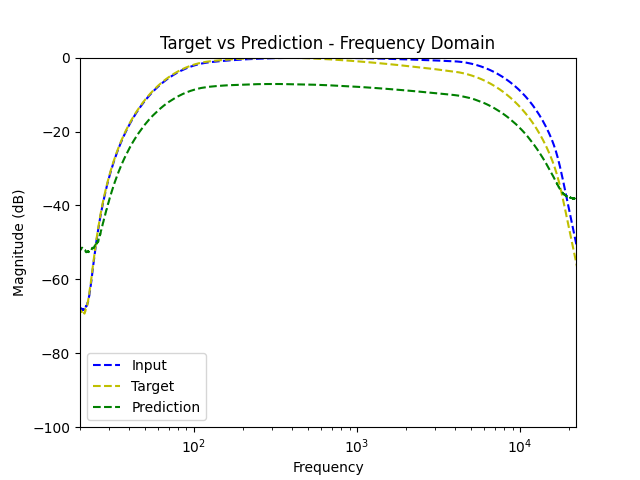 Target vs Prediction - Frequency Domain
0
−20
−40
−60
−80
−100
Magnitude (dB)
Input
Target
Prediction
10²
10³
10⁴
Frequency